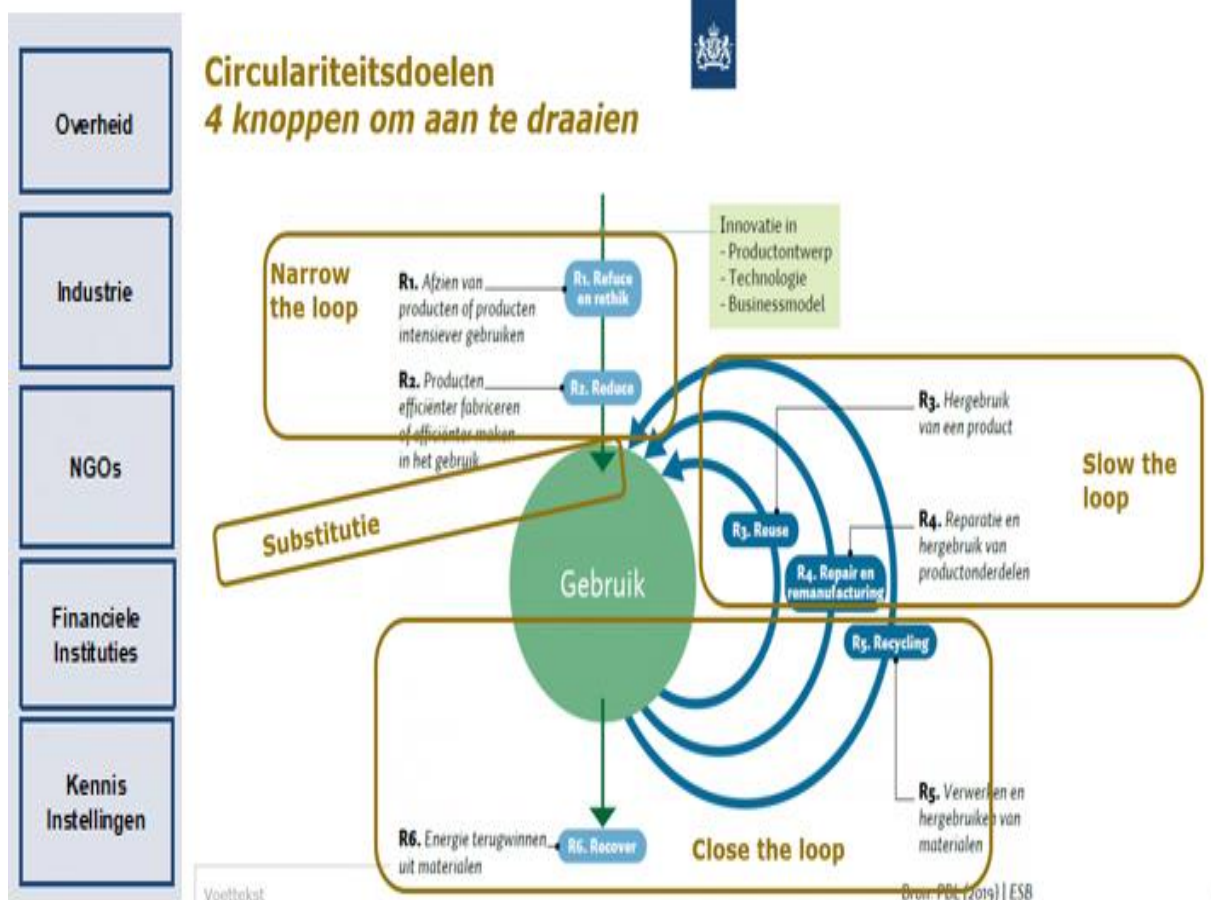 Overheid
Industrie
NGOs
Financiele
Instituties
Kennis
Instellingen
Circulariteitsdoelen
4 knoppen om aan te draaien
Innovatie in
- Productontwerp
- Technologie
- Businessmodel
Narrow
the loop
R1. Afzien van
producten of producten
intensiever gebruiken
R1. Refuce
en rethik
R2. Producten
efficiënter fabriceren
of efficiënter maken
in het gebruik
R2. Reduce
Substitutie
Gebruik
R3. Hergebruik
van een product
Slow the
loop
R3. Reuse
R4. Reparatie en
hergebruik van
productonderdelen
R4. Repair en
remanufacturing
R5. Recycling
R5. Verwerken en
hergebruiken van
materialen
R6. Energie terugwinnen
uit materialen
R6. Recover
Close the loop
Voettekst
Bron: PBL (2019) | ESB